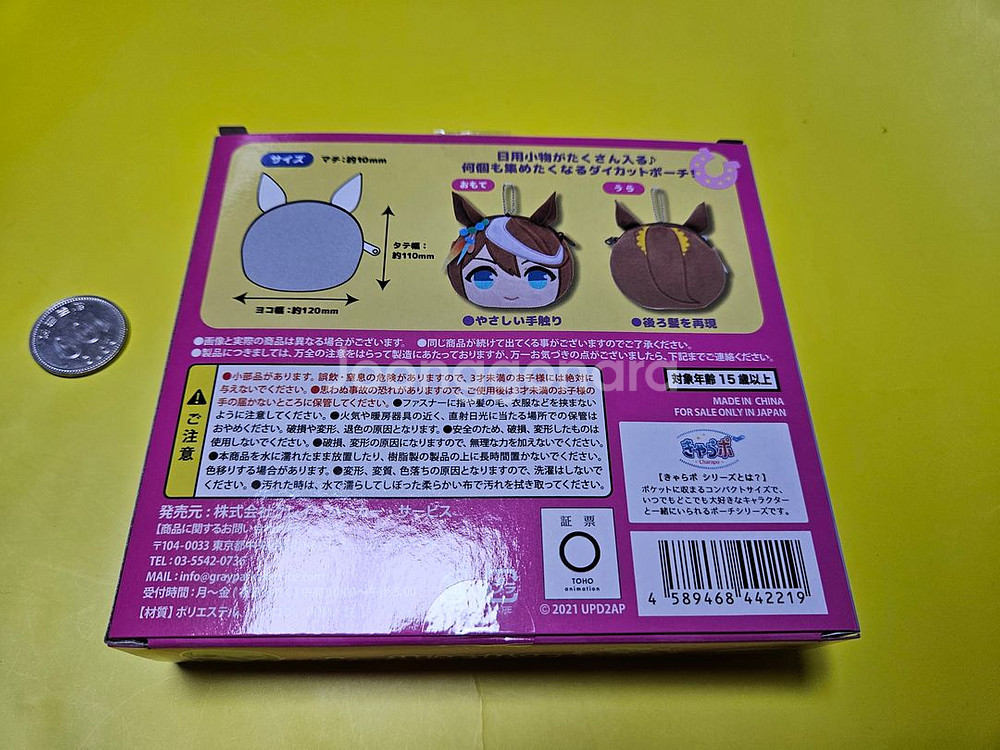 サイズ マチ:約10mm
日用小物がたくさん入る♪
何個も集めたくなるダイカットポーチ!
おもて
うら
タテ幅:
約110mm
ヨコ幅:約120mm
●やさしい手触り
●後ろ髪を再現
●画像と実際の商品は異なる場合がございます。 ●同じ商品が続けて出てくる事がございますのでご了承ください。
●製品につきましては、万全の注意をはらって製造にあたっておりますが、万一お気づきの点がございましたら、下記までご連絡ください。
ご注意
●小部品があります。誤飲・窒息の危険がありますので、3才未満のお子様には絶対に
与えないでください。●思わぬ事故の恐れがありますので、ご使用後は3才未満のお子様の
手の届かないところに保管してください。●ファスナーに指や髪の毛、衣服などを挟まない
ように注意してください。●火気や暖房器具の近く、直射日光に当たる場所での保管は
おやめください。破損や変形、退色の原因となります。●安全のため、破損、変形したものは
使用しないでください。●破損、変形の原因になりますので、無理な力を加えないでください。
●本商品を水に濡れたまま放置したり、樹脂製の製品の上に長時間置かないでください。
色移りする場合があります。●変形、変質、色落ちの原因となりますので、洗濯はしないで
ください。●汚れた時は、水で濡らしてしぼった柔らかい布で汚れを拭き取ってください。
対象年齢15歳以上
MADE IN CHINA
FOR SALE ONLY IN JAPAN
きゃらポ
Charapo
【きゃらポ シリーズとは?】
ポケットに収まるコンパクトサイズで、
いつでもどこでも大好きなキャラクター
と一緒にいられるポーチシリーズです。
発売元:株式会社 サービス
【商品に関するお問い
〒104-0033 東京都中
TEL:03-5542-07
MAIL:info@graypa
受付時間:月～金
【材質】ポリエステル
証票
TOHO
animation
© 2021 UPD2AP
4 589468 442219